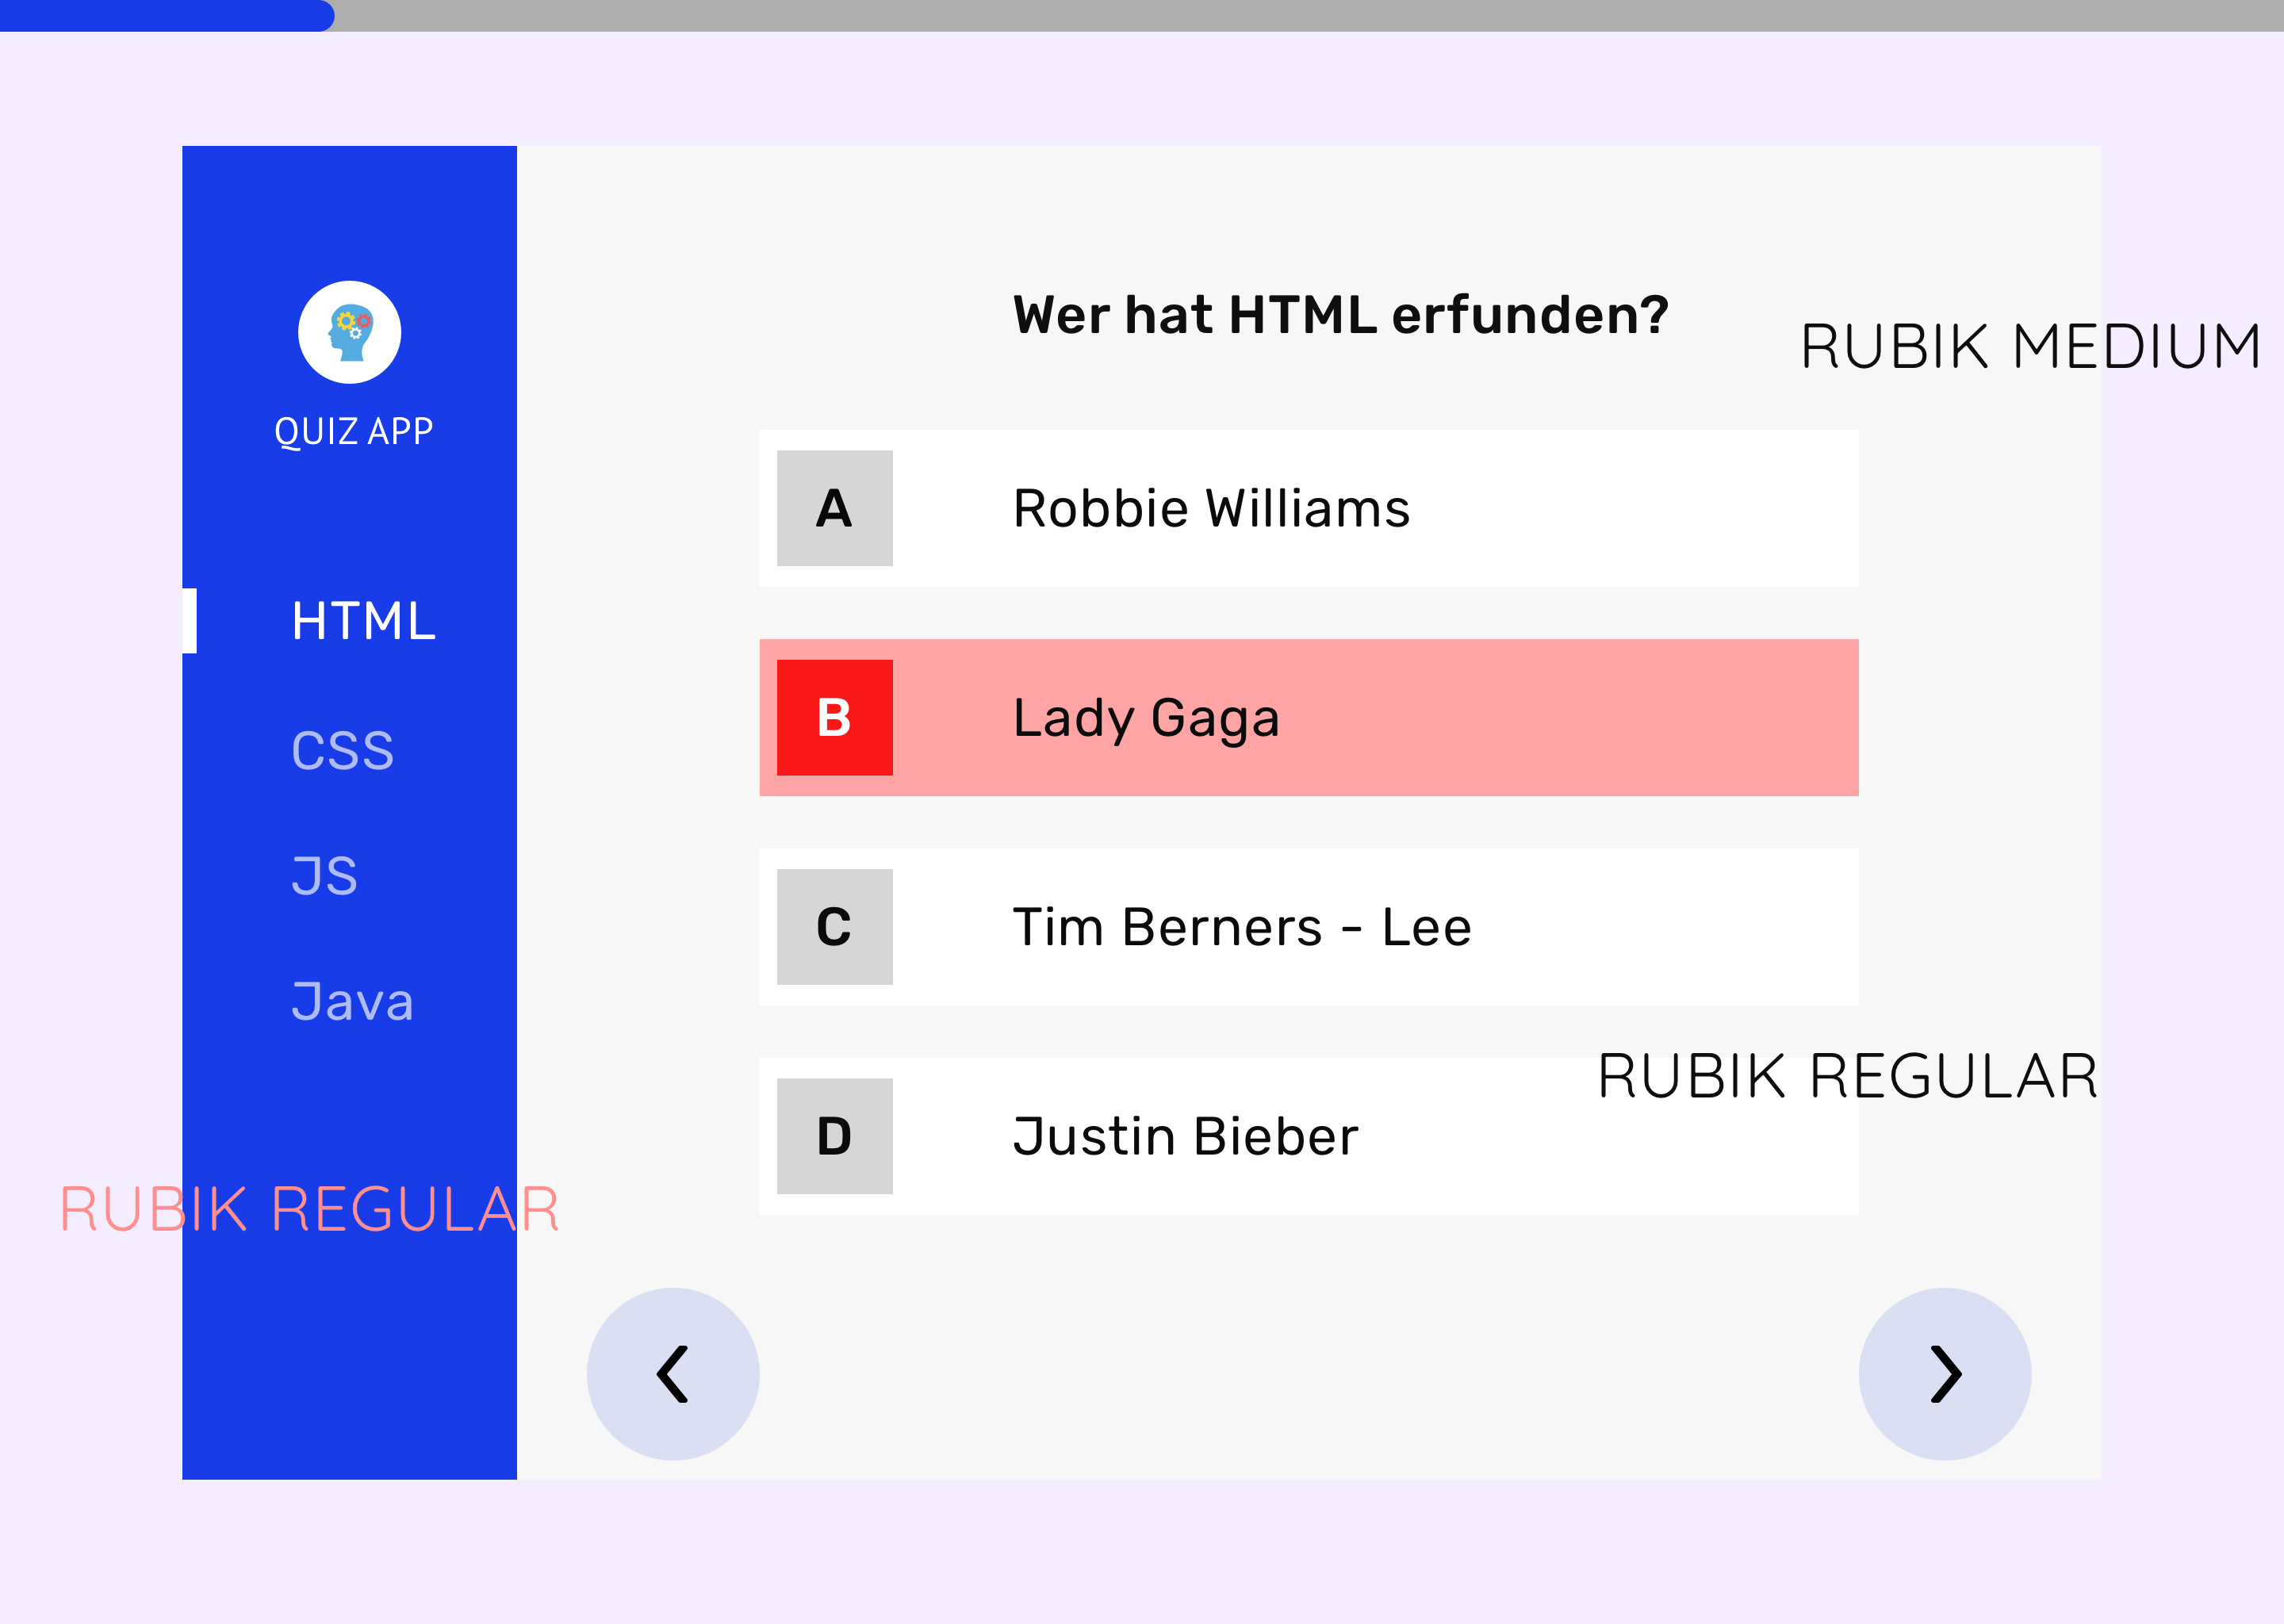 Wer hat HTML erfunden?
RUBIK MEDIUM
QUIZ APP
A
Robbie Williams
HTML
B
Lady Gaga
CSS
JS
C
Tim Berners - Lee
Java
RUBIK REGULAR
D
Justin Bieber
RUBIK REGULAR